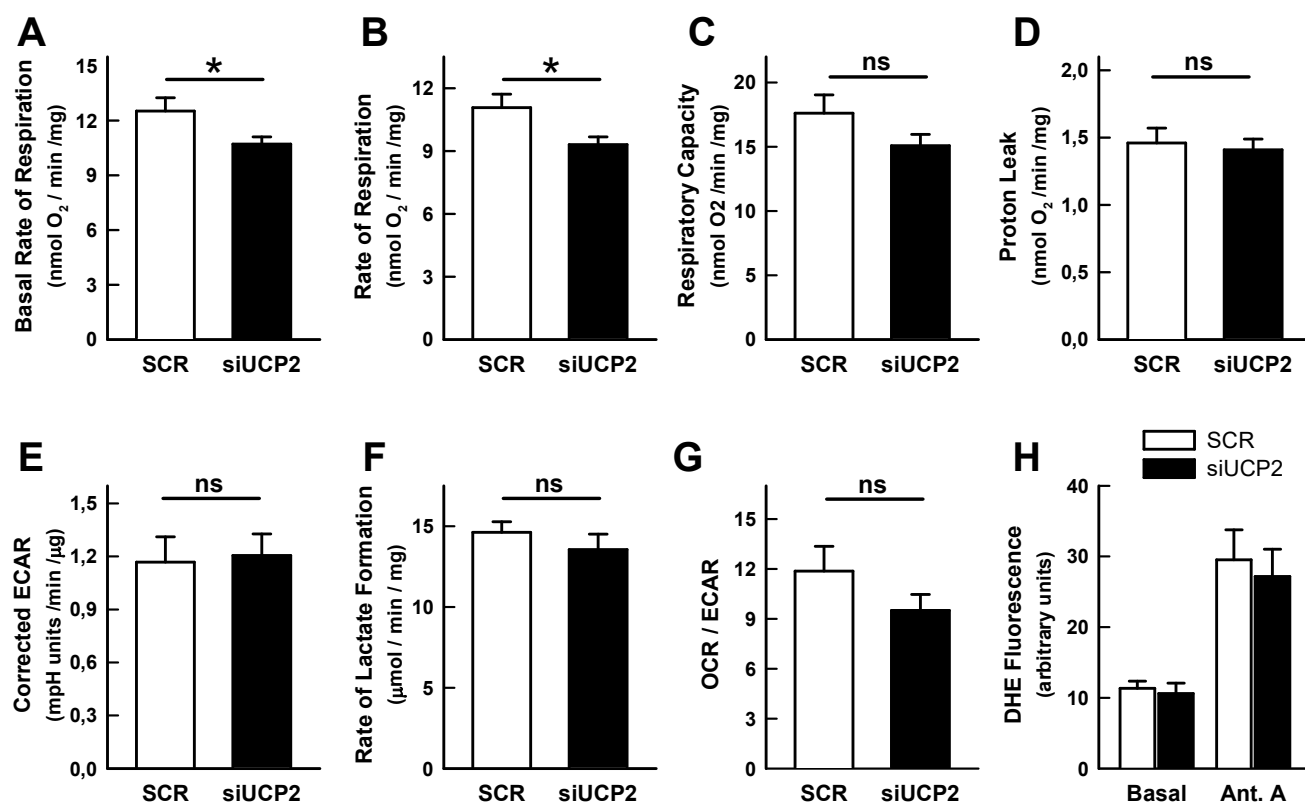 A
Basal Rate of Respiration
(nmol O₂ / min /mg)
15
12
9
6
3
0
*
SCR siUCP2
B
Rate of Respiration
(nmol O₂ / min /mg)
12
9
6
3
0
*
SCR siUCP2
C
Respiratory Capacity
(nmol O2 /min /mg)
20
15
10
5
0
ns
SCR siUCP2
D
Proton Leak
(nmol O₂ /min /mg)
2,0
1,5
1,0
0,5
0,0
ns
SCR siUCP2
E
Corrected ECAR
(mpH units /min /µg)
1,5
1,2
0,9
0,6
0,3
0,0
ns
SCR siUCP2
F
Rate of Lactate Formation
(µmol / min / mg)
15
10
5
0
ns
SCR siUCP2
G
OCR / ECAR
15
12
9
6
3
0
ns
SCR siUCP2
H
SCR
siUCP2
DHE Fluorescence
(arbitrary units)
40
30
20
10
0
Basal Ant. A